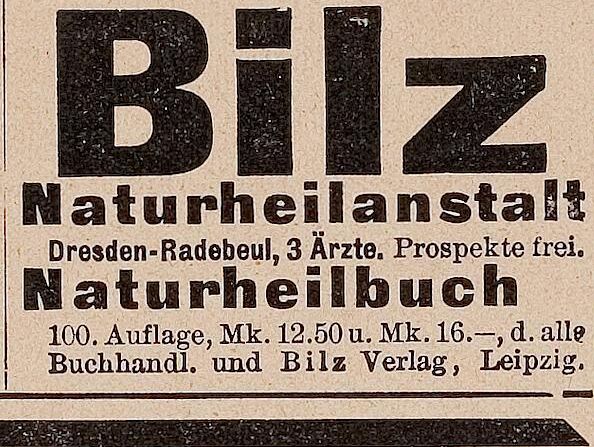 Bilz
Naturheilanstalt
Dresden-Radebeul, 3 Ärzte. Prospekte frei.
Naturheilbuch
100. Auflage, Mk. 12.50 u. Mk. 16.–, d. alle
Buchhandl. und Bilz Verlag, Leipzig.